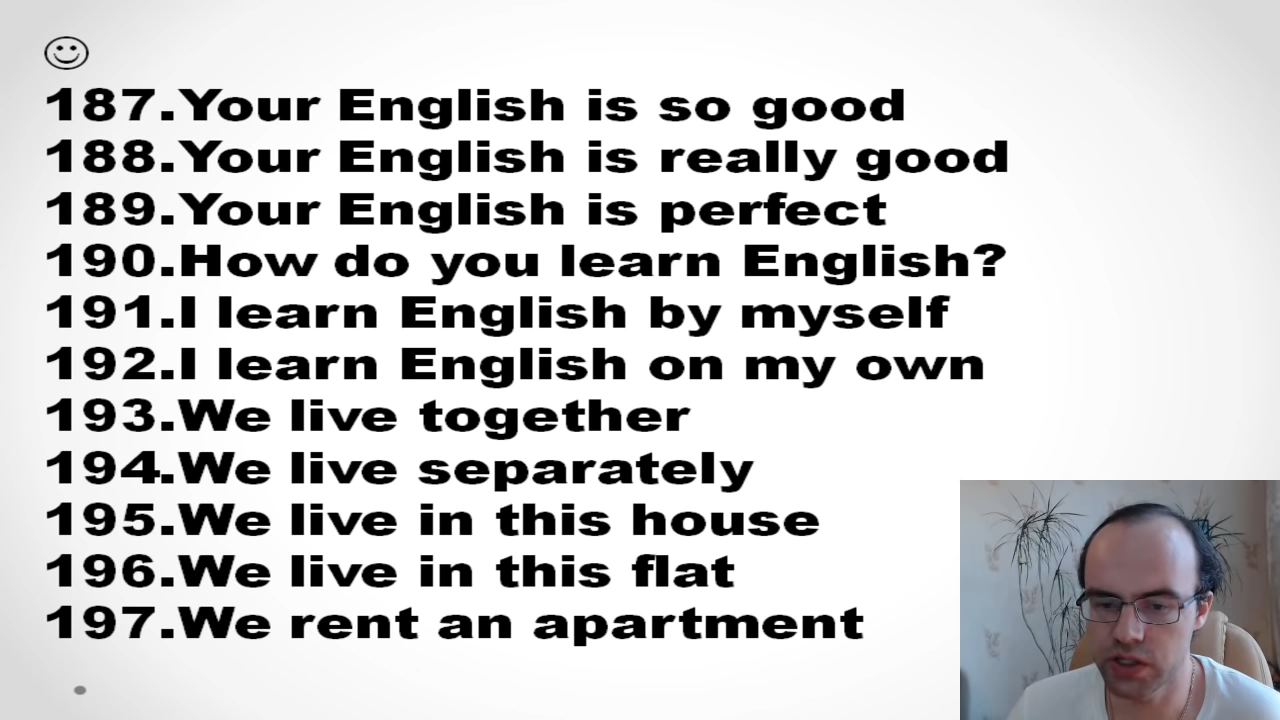 187.Your English is so good
188.Your English is really good
189.Your English is perfect
190.How do you learn English?
191.I learn English by myself
192.I learn English on my own
193.We live together
194.We live separately
195.We live in this house
196.We live in this flat
197.We rent an apartment